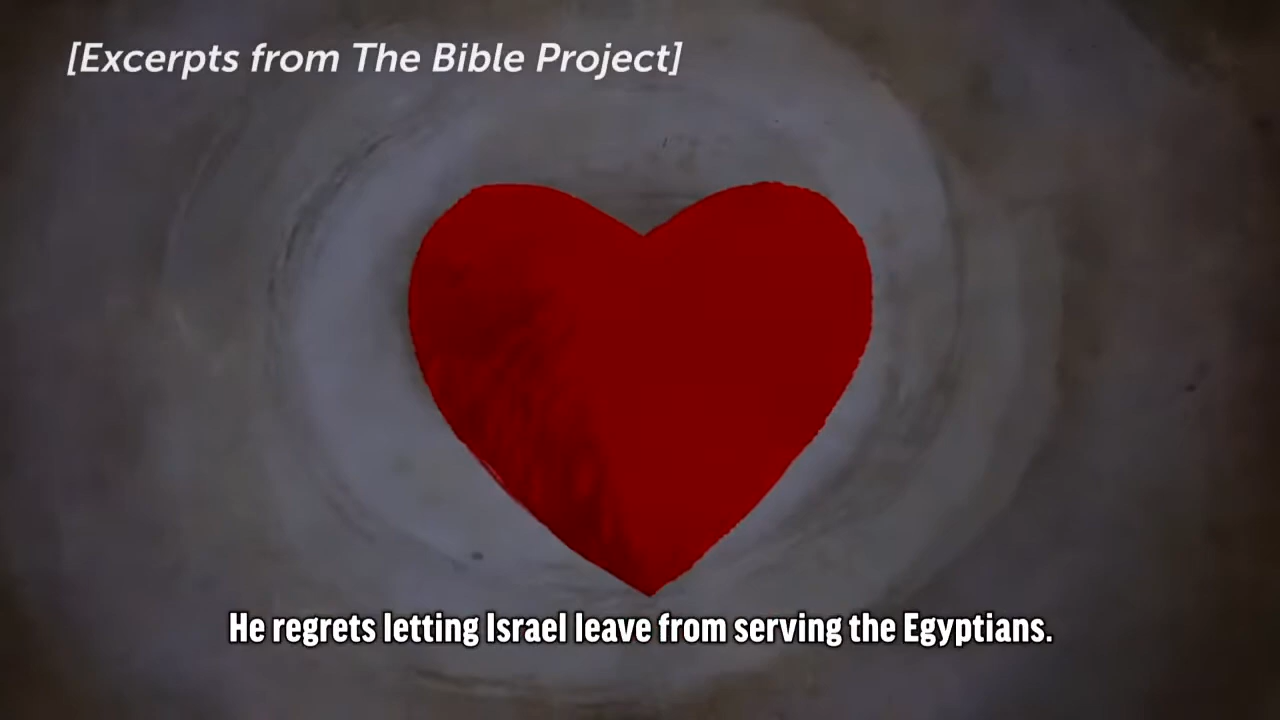 [Excerpts from The Bible Project]
He regrets letting Israel leave from serving the Egyptians.